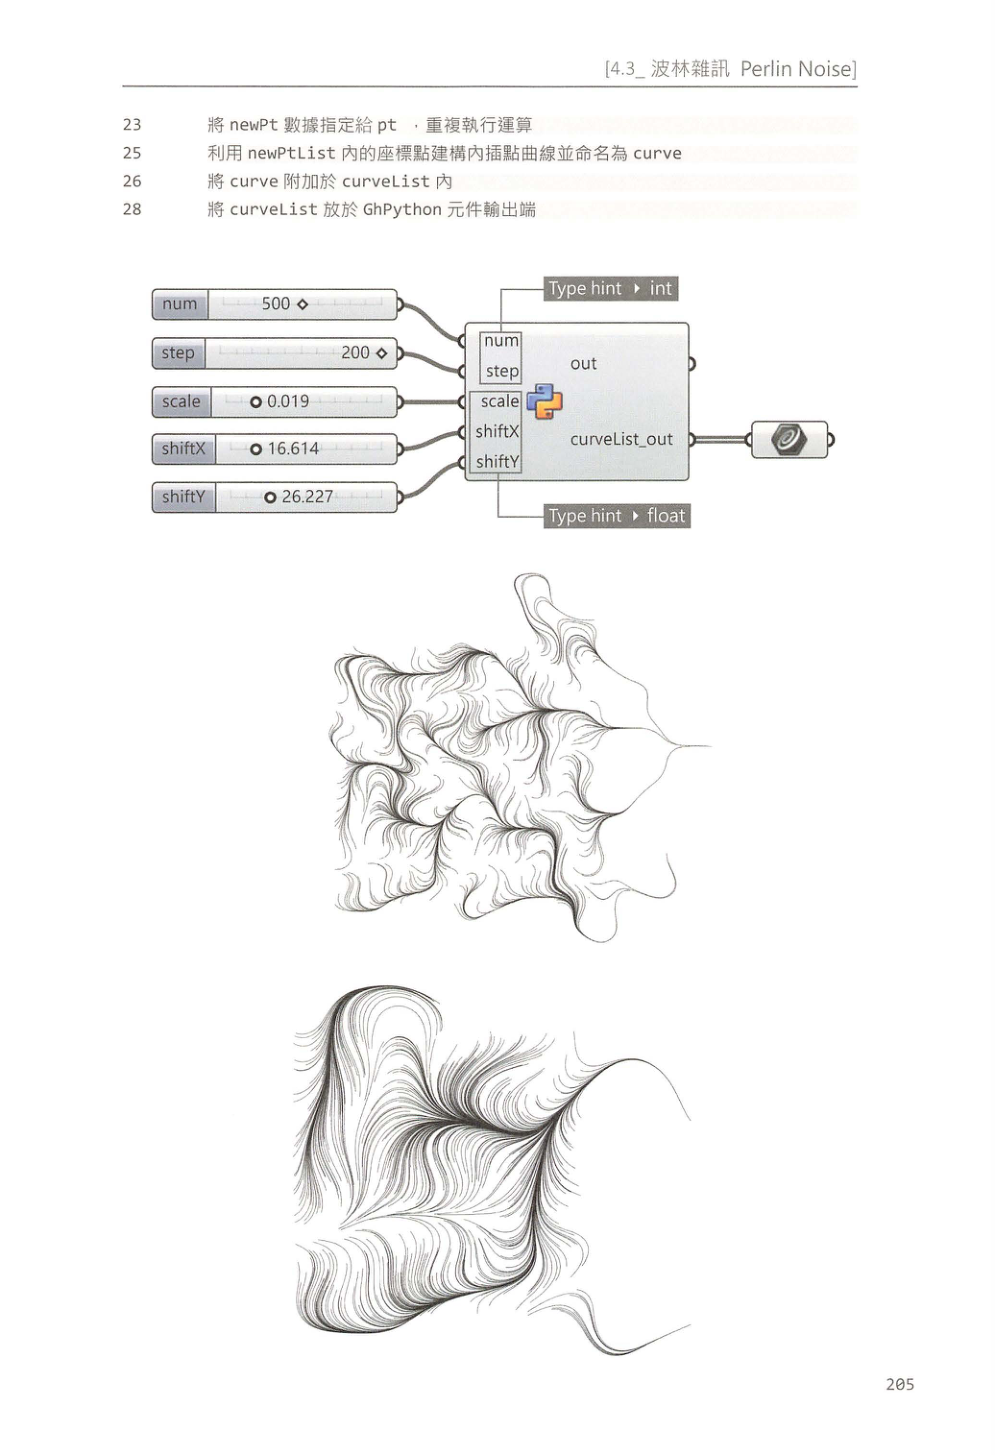 [4.3_ 波林雜訊 Perlin Noise]
23 將 newPt 數據指定給 pt ，重複執行運算
25 利用 newPtList 內的座標點建構內插點曲線並命名為 curve
26 將 curve 附加於 curveList 內
28 將 curveList 放於 GhPython 元件輸出端
Type hint ▸ int
num 500
step 200
scale 0.019
shiftX 16.614
shiftY 26.227
num
step
scale
shiftX
shiftY
out
curveList_out
Type hint ▸ float
205